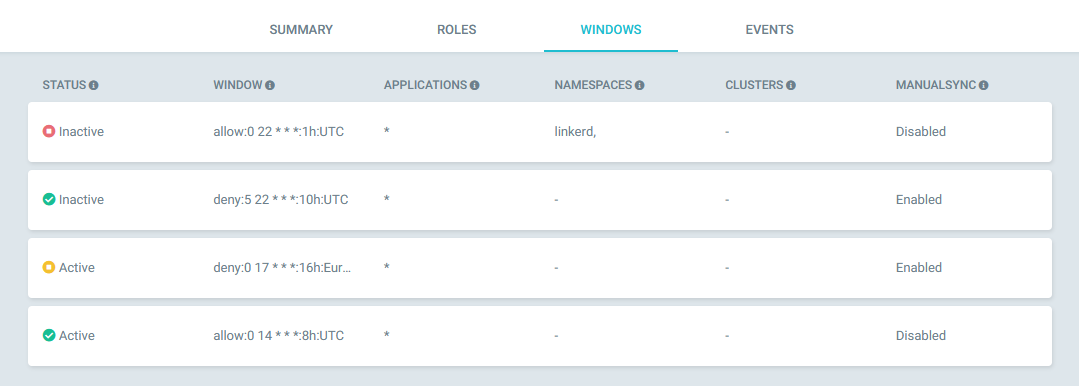 SUMMARY ROLES WINDOWS EVENTS
STATUS WINDOW APPLICATIONS NAMESPACES CLUSTERS MANUALSYNC
Inactive allow:0 22 * * *:1h:UTC * linkerd, - Disabled
Inactive deny:5 22 * * *:10h:UTC * - - Enabled
Active deny:0 17 * * *:16h:Eur... * - - Enabled
Active allow:0 14 * * *:8h:UTC * - - Disabled